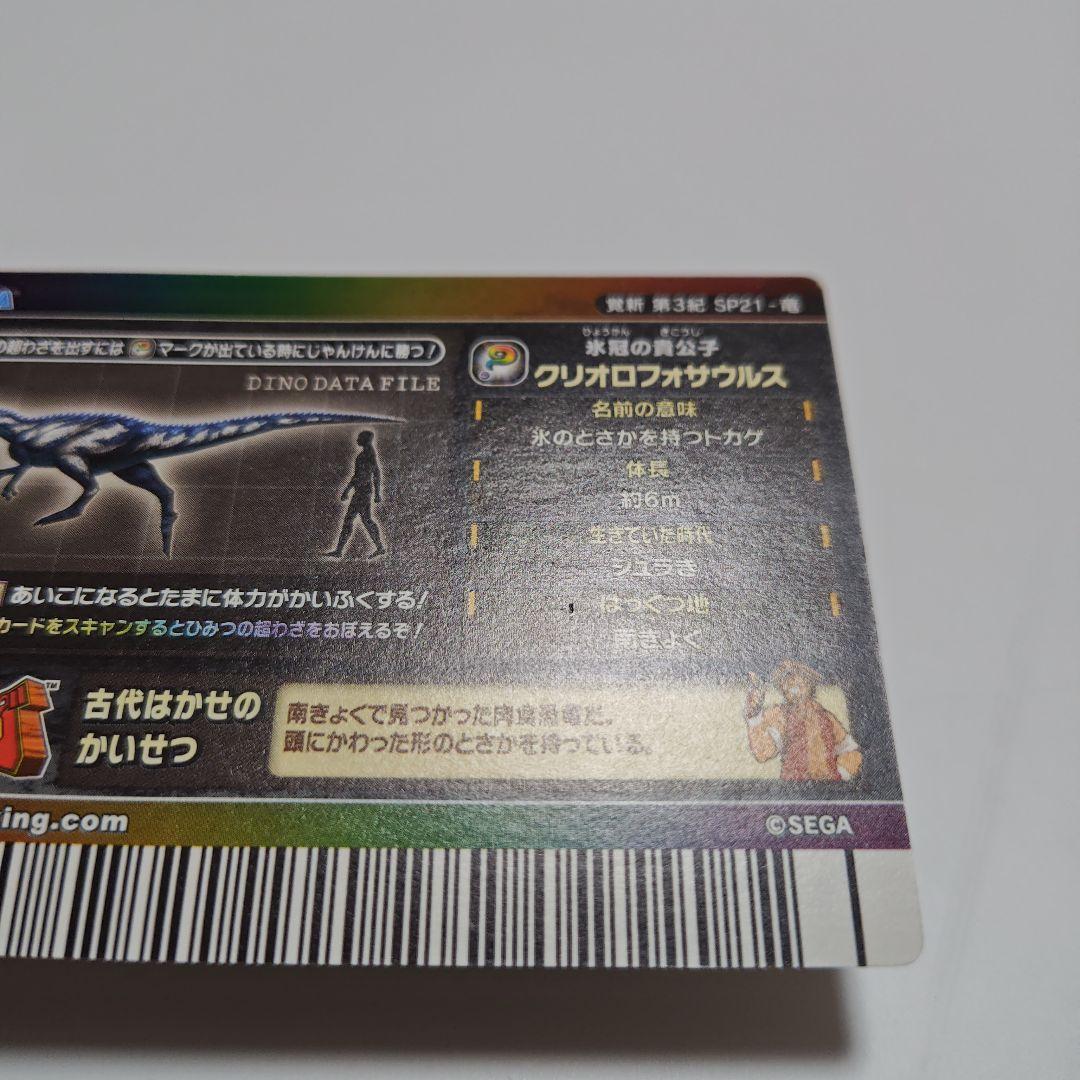 覚新 第3紀 SP21-竜
の超わざを出すには マークが出ている時にじゃんけんに勝つ!
DINO DATA FILE
ひょうかん きこうし
氷冠の貴公子
クリオロフォサウルス
名前の意味
氷のとさかを持つトカゲ
体長
約6m
生きていた時代
ジュラき
はっくつ地
南きょく
あいこになるとたまに体力がかいふくする!
カードをスキャンするとひみつの超わざをおぼえるぞ!
TM
古代はかせの
かいせつ
南きょくで見つかった肉食恐竜だ。
頭にかわった形のとさかを持っている。
king.com
©SEGA